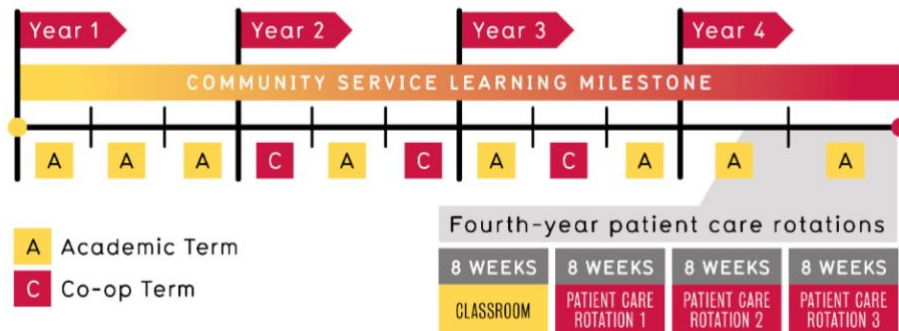 Year 1
Year 2
Year 3
Year 4
COMMUNITY SERVICE LEARNING MILESTONE
A A A C A C A C A A A
Fourth-year patient care rotations
A Academic Term
C Co-op Term
8 WEEKS
CLASSROOM
8 WEEKS
PATIENT CARE
ROTATION 1
8 WEEKS
PATIENT CARE
ROTATION 2
8 WEEKS
PATIENT CARE
ROTATION 3